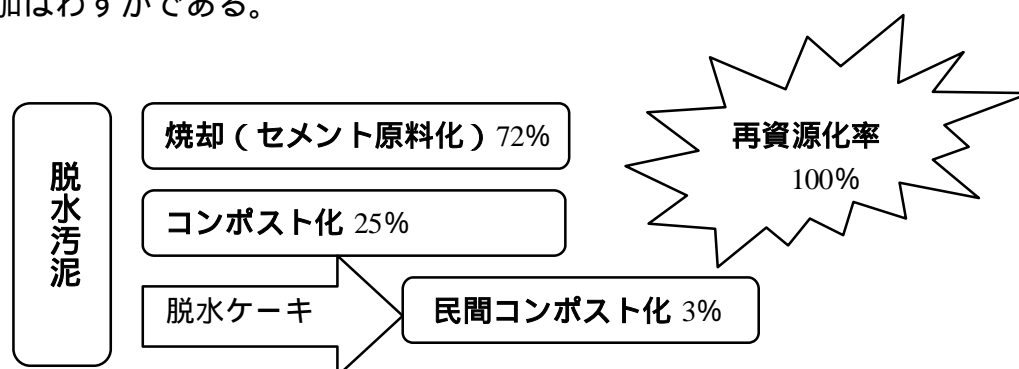 加はわずかである。
脱水汚泥
焼却(セメント原料化)72%
コンポスト化 25%
脱水ケーキ
民間コンポスト化 3%
再資源化率
100%